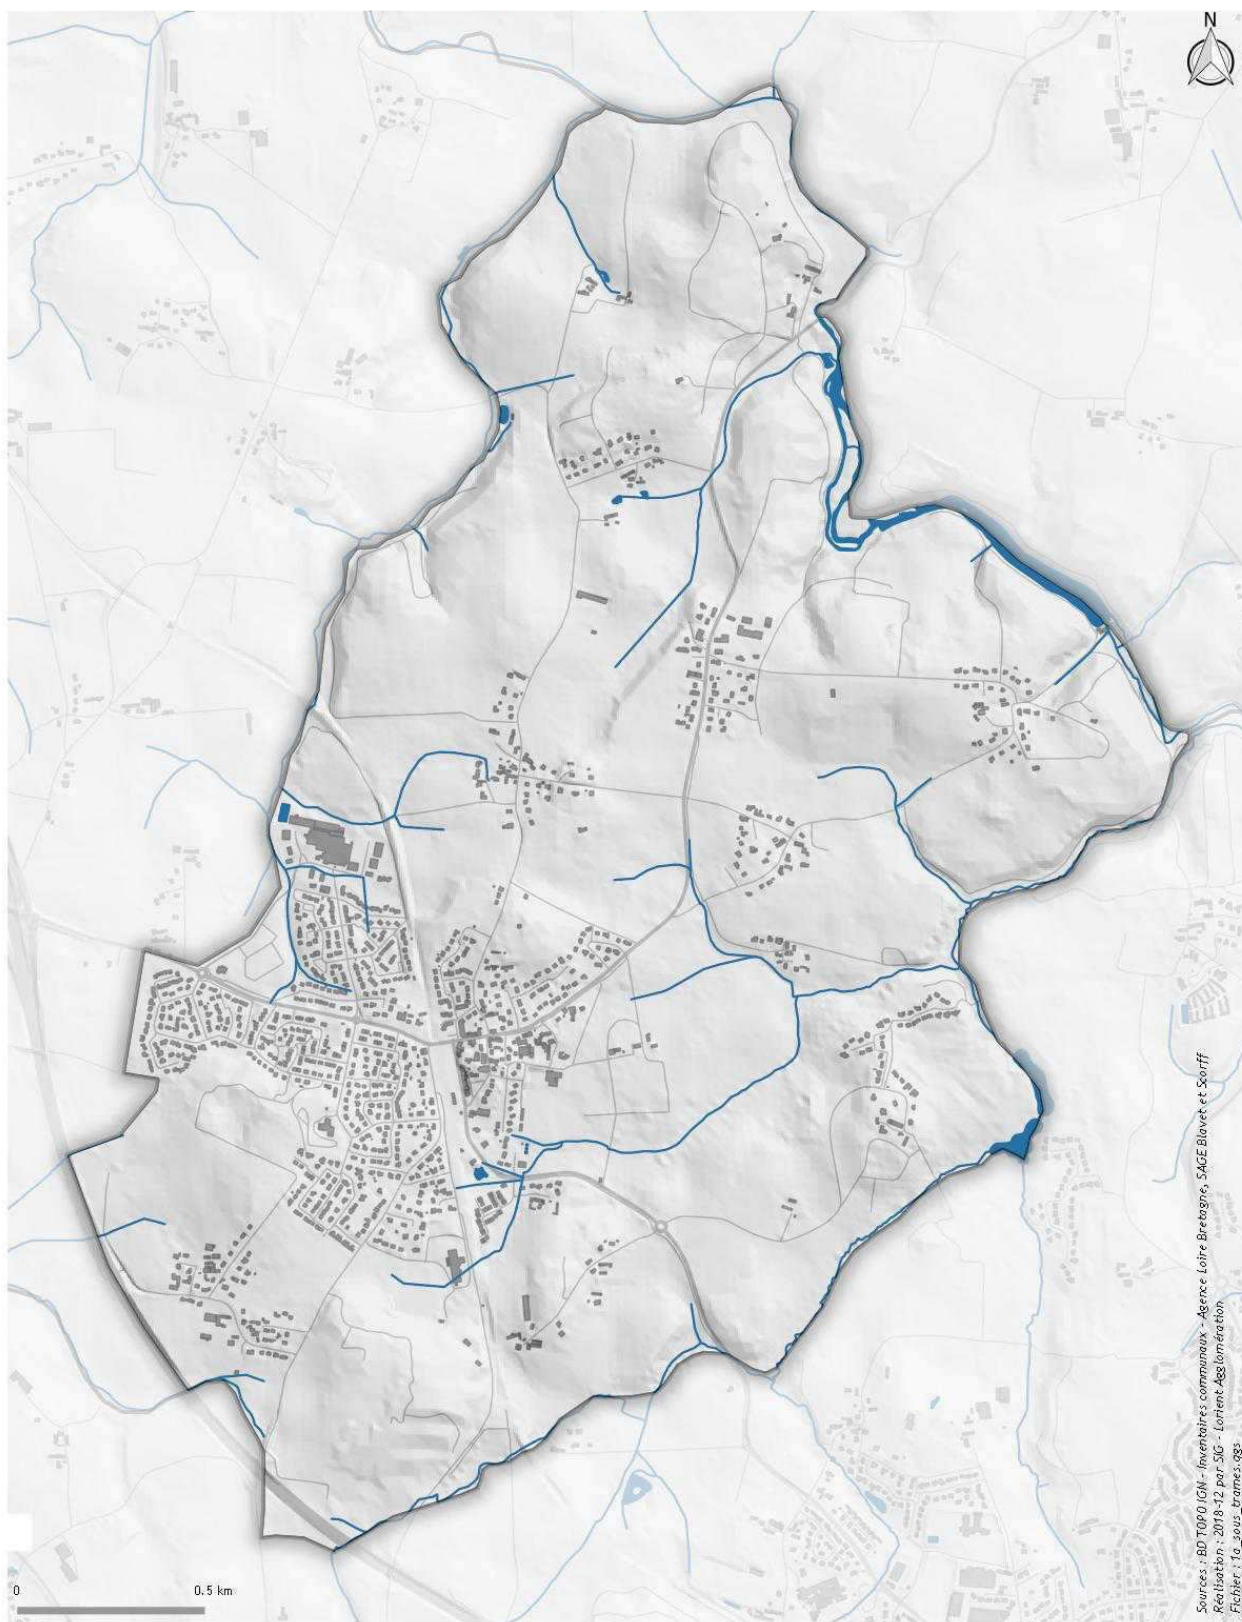 N
0
0.5 km
Sources : BD TOPO IGN - Inventaires communaux - Agence Loire Bretagne, SAGE Blavet et Scorff
Réalisation : 2018-12 par SIG - Lorient Agglomération
Fichier : 1a_sous_trames.qgs